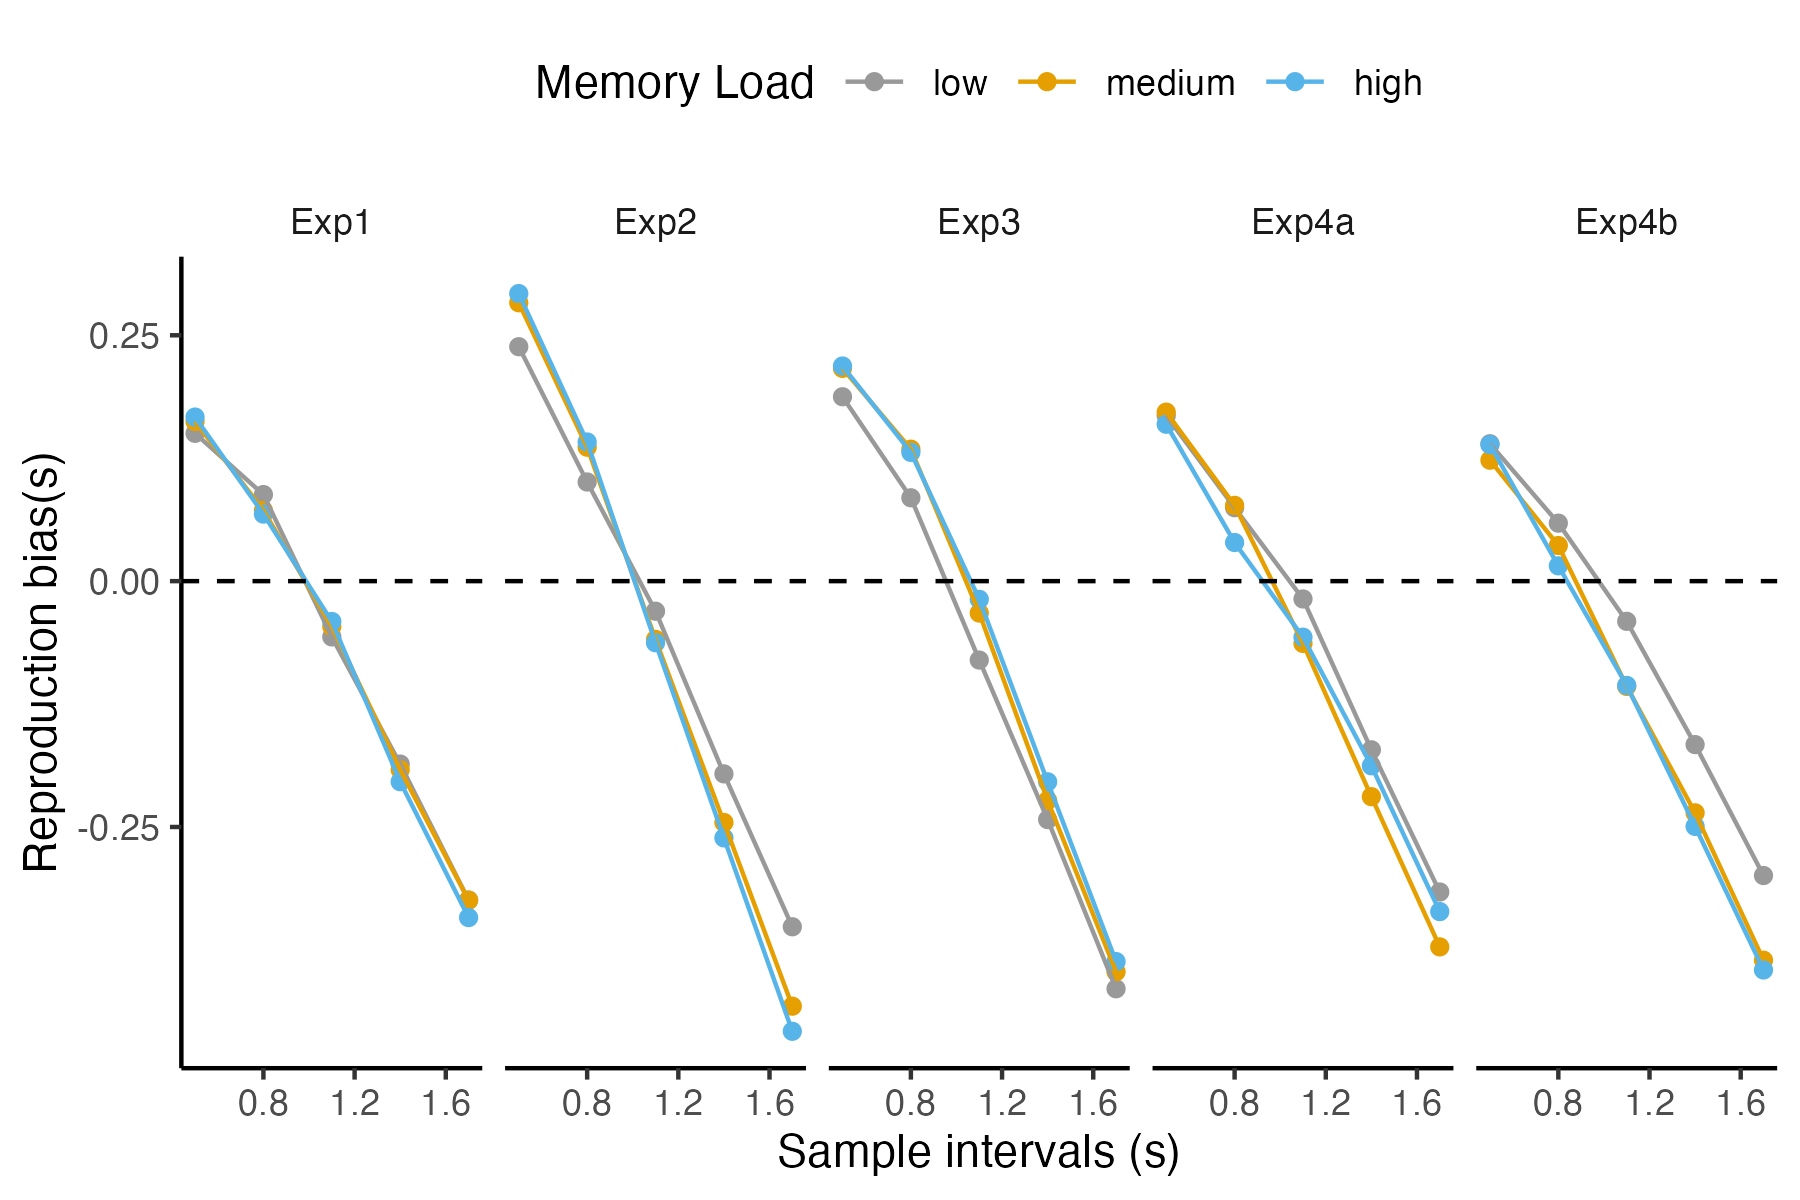 Memory Load low medium high
Exp1 Exp2 Exp3 Exp4a Exp4b
Reproduction bias(s)
0.25
0.00
-0.25
0.8 1.2 1.6 0.8 1.2 1.6 0.8 1.2 1.6 0.8 1.2 1.6 0.8 1.2 1.6
Sample intervals (s)